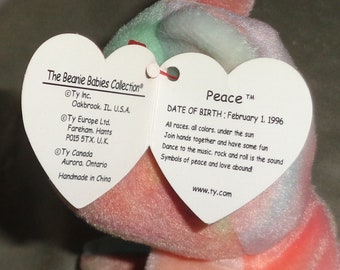 The Beanie Babies Collection®
©Ty Inc.
Oakbrook, IL, U.S.A.
©Ty Europe Ltd.
Fareham, Hants
P015 5TX, U.K.
©Ty Canada
Aurora, Ontario
Handmade in China
Peace™
DATE OF BIRTH : February 1, 1996
All races, all colors, under the sun
Join hands together and have some fun
Dance to the music, rock and roll is the sound
Symbols of peace and love abound!
www.ty.com